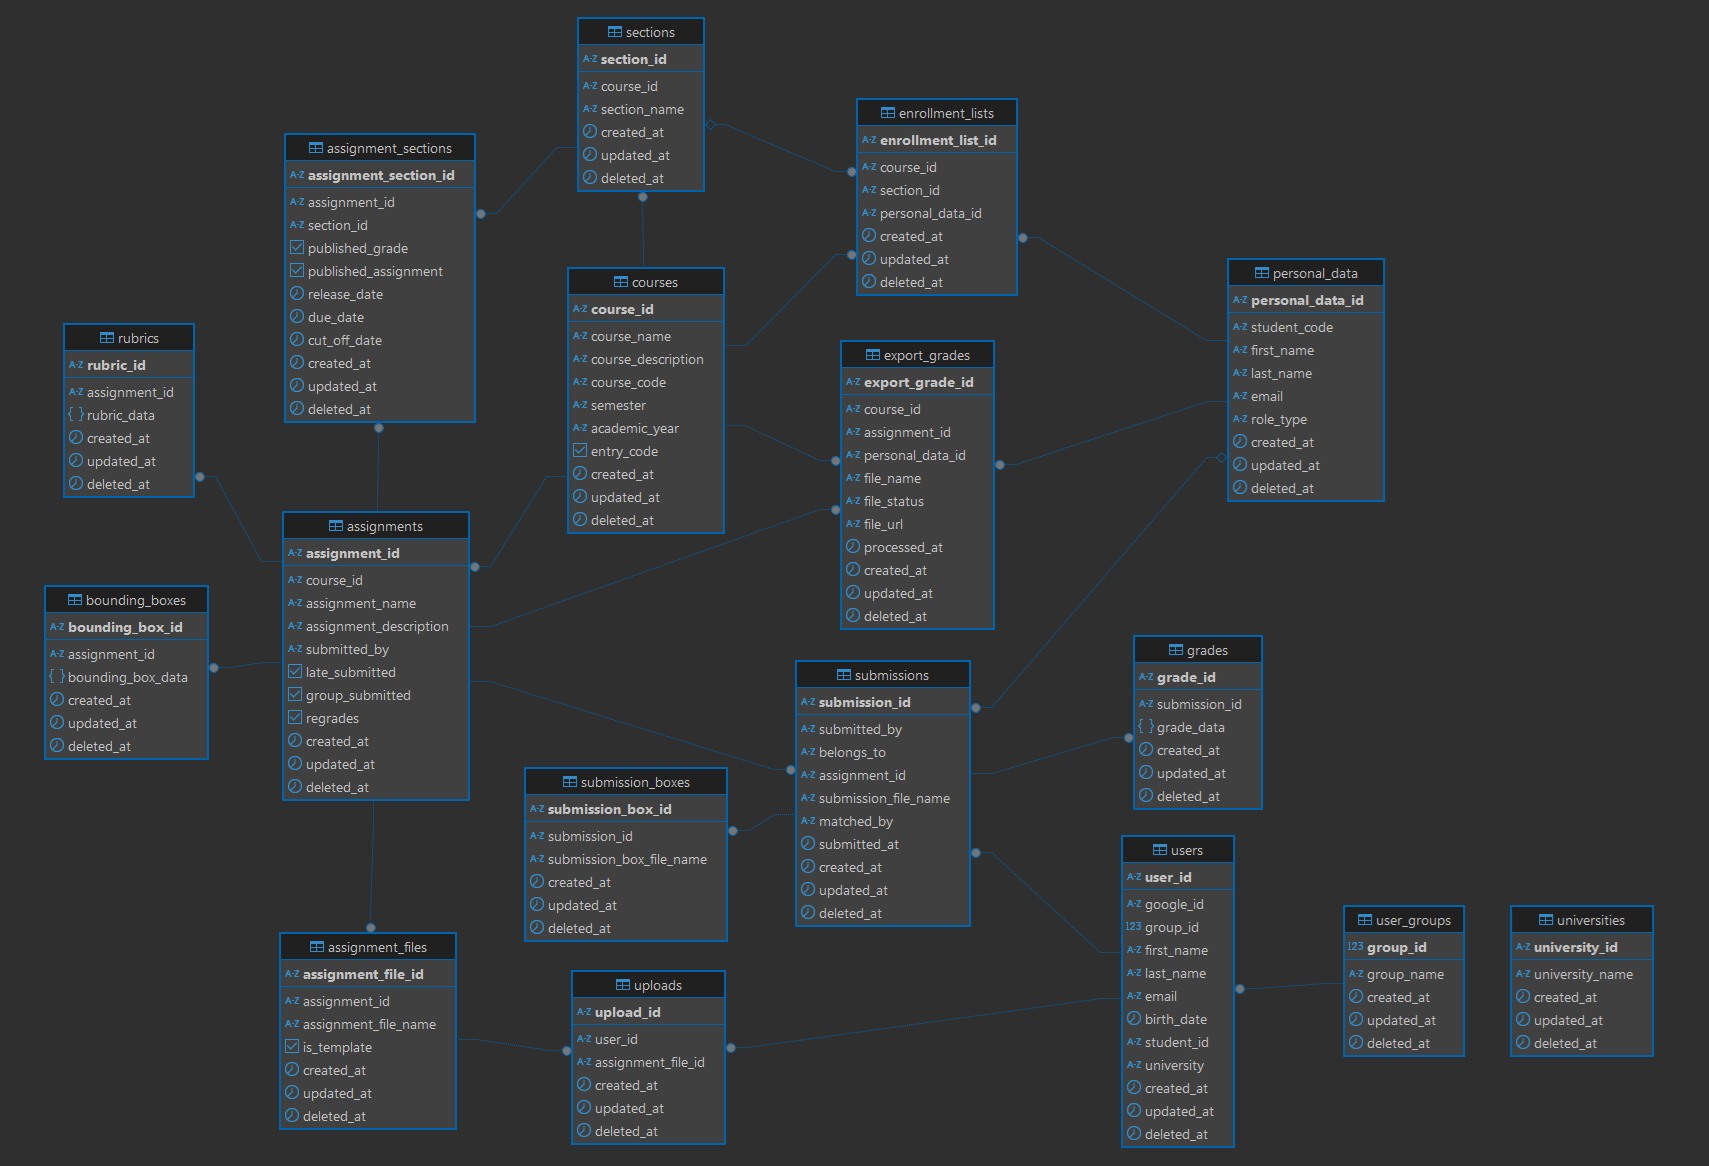 sections
section_id
course_id
section_name
created_at
updated_at
deleted_at
enrollment_lists
enrollment_list_id
course_id
section_id
personal_data_id
created_at
updated_at
deleted_at
assignment_sections
assignment_section_id
assignment_id
section_id
published_grade
published_assignment
release_date
due_date
cut_off_date
created_at
updated_at
deleted_at
personal_data
personal_data_id
student_code
first_name
last_name
email
role_type
created_at
updated_at
deleted_at
courses
course_id
course_name
course_description
course_code
semester
academic_year
entry_code
created_at
updated_at
deleted_at
rubrics
rubric_id
assignment_id
rubric_data
created_at
updated_at
deleted_at
export_grades
export_grade_id
course_id
assignment_id
personal_data_id
file_name
file_status
file_url
processed_at
created_at
updated_at
deleted_at
assignments
assignment_id
course_id
assignment_name
assignment_description
submitted_by
late_submitted
group_submitted
regrades
created_at
updated_at
deleted_at
bounding_boxes
bounding_box_id
assignment_id
bounding_box_data
created_at
updated_at
deleted_at
grades
grade_id
submission_id
grade_data
created_at
updated_at
deleted_at
submissions
submission_id
submitted_by
belongs_to
assignment_id
submission_file_name
matched_by
submitted_at
created_at
updated_at
deleted_at
submission_boxes
submission_box_id
submission_id
submission_box_file_name
created_at
updated_at
deleted_at
users
user_id
google_id
123 group_id
first_name
last_name
email
birth_date
student_id
university
created_at
updated_at
deleted_at
user_groups
123 group_id
group_name
created_at
updated_at
deleted_at
universities
university_id
university_name
created_at
updated_at
deleted_at
assignment_files
assignment_file_id
assignment_id
assignment_file_name
is_template
created_at
updated_at
deleted_at
uploads
upload_id
user_id
assignment_file_id
created_at
updated_at
deleted_at